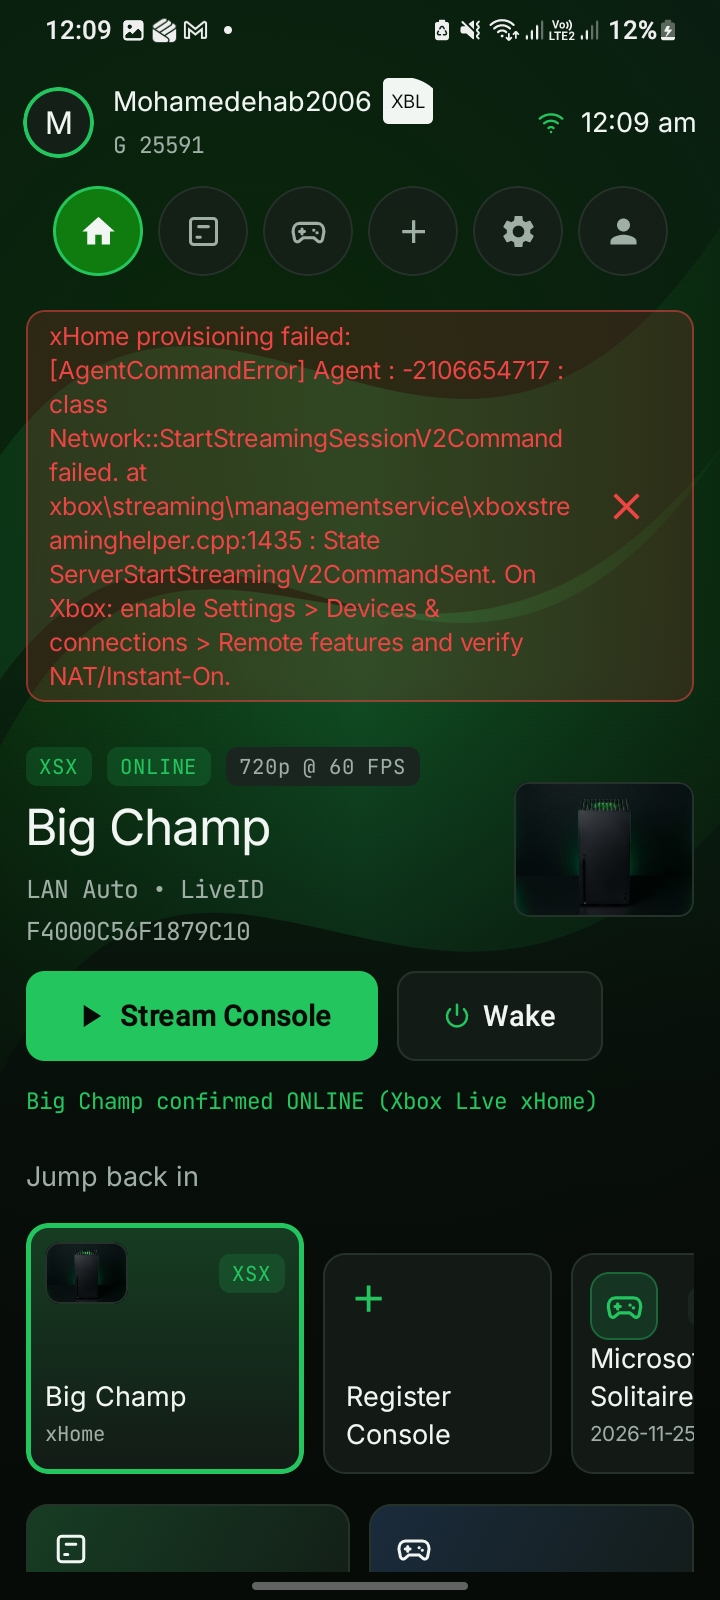 12:09
Vo))
LTE2
12%
M
Mohamedehab2006
XBL
G 25591
12:09 am
xHome provisioning failed:
[AgentCommandError] Agent : -2106654717 :
class
Network::StartStreamingSessionV2Command
failed. at
xbox\streaming\managementservice\xboxstre
aminghelper.cpp:1435 : State
ServerStartStreamingV2CommandSent. On
Xbox: enable Settings > Devices &
connections > Remote features and verify
NAT/Instant-On.
XSX
ONLINE
720p @ 60 FPS
Big Champ
LAN Auto • LiveID
F4000C56F1879C10
Stream Console
Wake
Big Champ confirmed ONLINE (Xbox Live xHome)
Jump back in
XSX
Big Champ
xHome
Register
Console
Microsof
Solitaire
2026-11-25